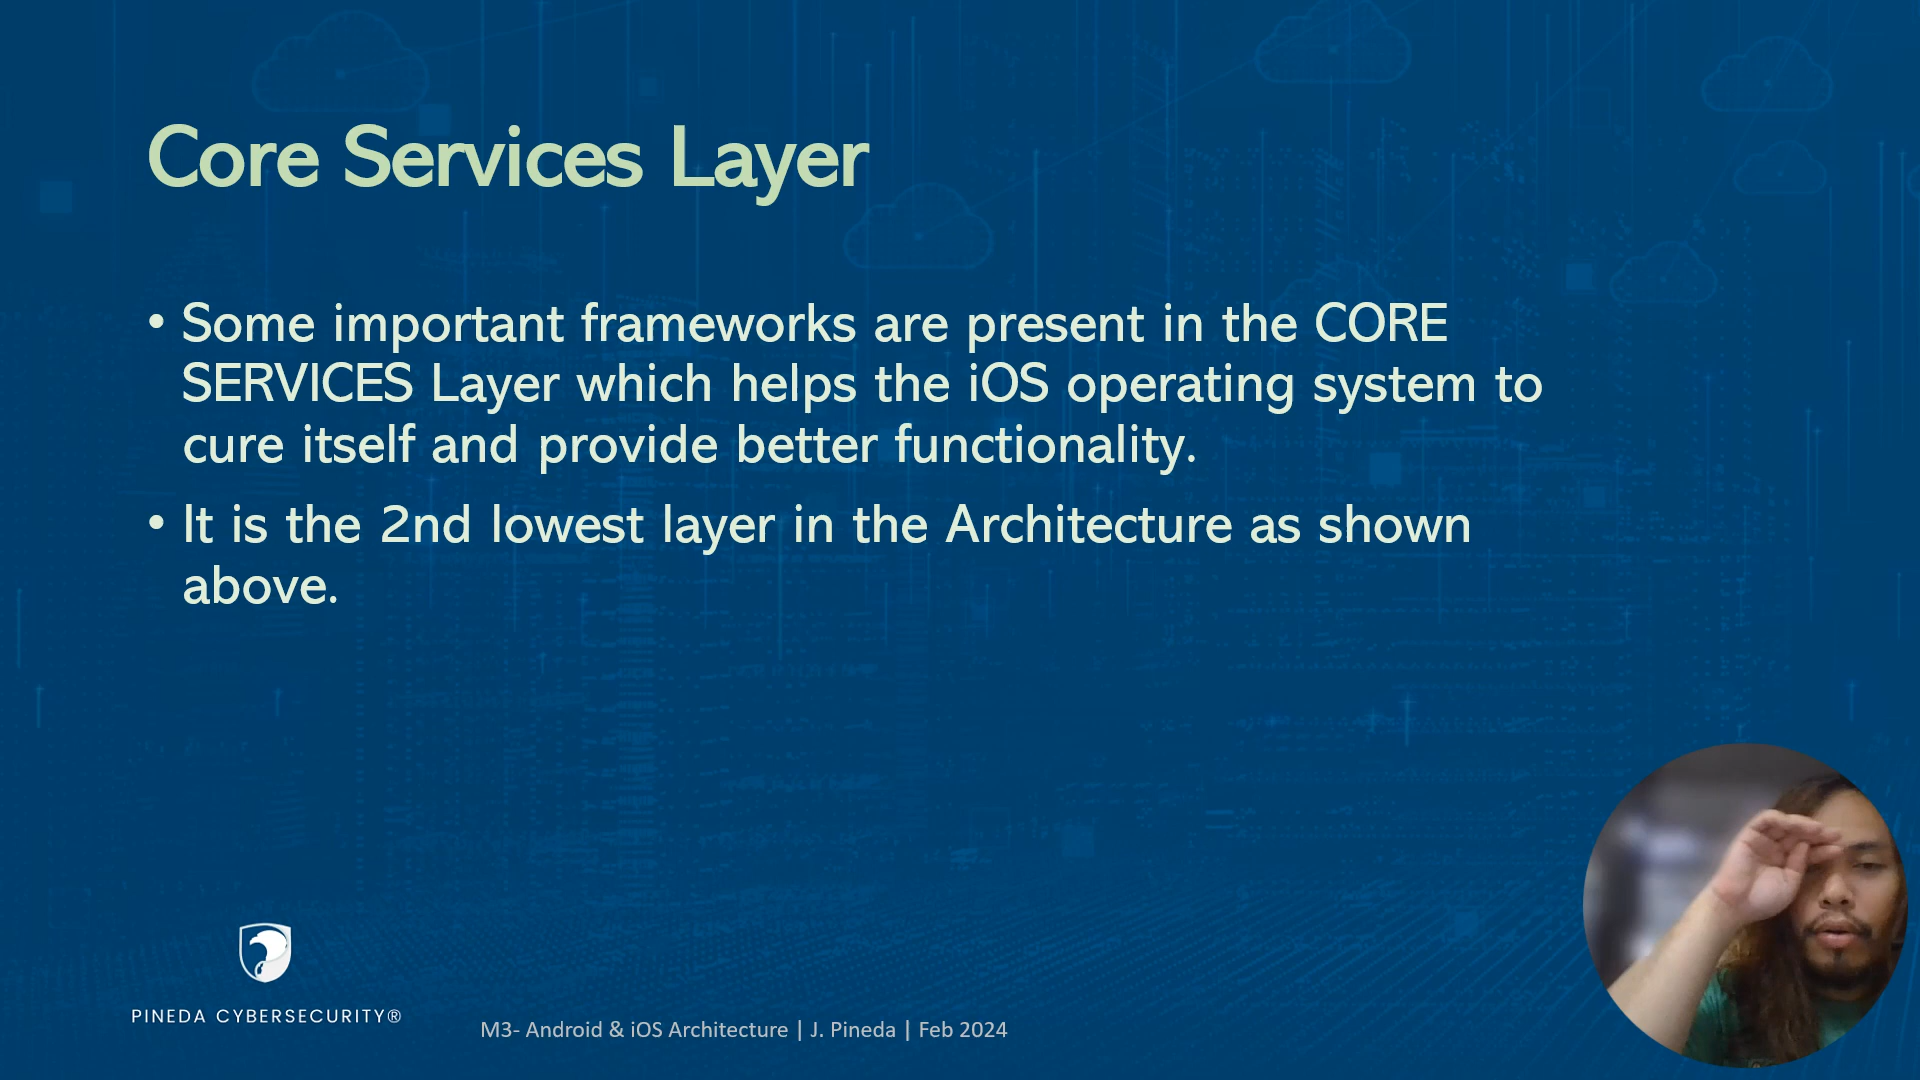 Core Services Layer
• Some important frameworks are present in the CORE
SERVICES Layer which helps the iOS operating system to
cure itself and provide better functionality.
• It is the 2nd lowest layer in the Architecture as shown
above.
PINEDA CYBERSECURITY®
M3- Android & iOS Architecture | J. Pineda | Feb 2024